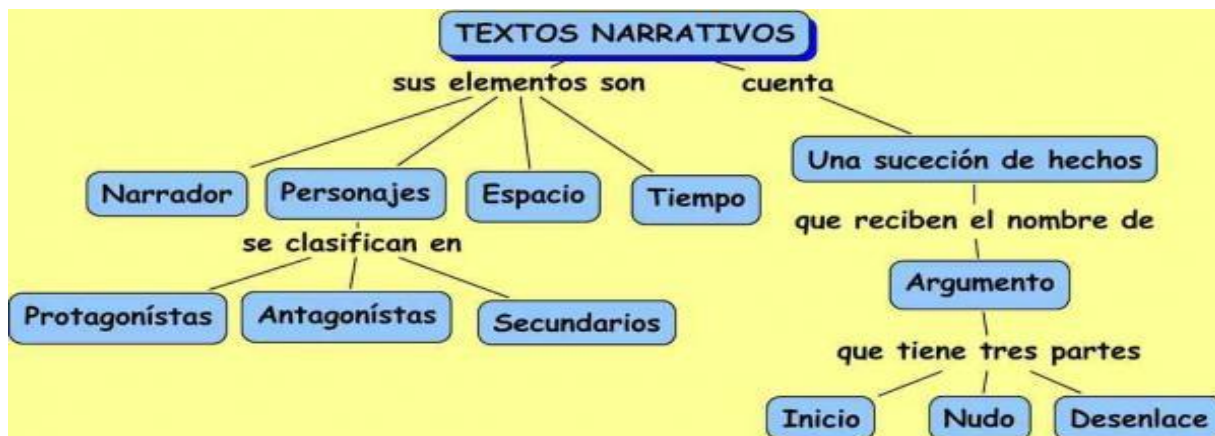 TEXTOS NARRATIVOS
sus elementos son
cuenta
Narrador
Personajes
Espacio
Tiempo
Una suceción de hechos
se clasifican en
que reciben el nombre de
Protagonístas
Antagonístas
Secundarios
Argumento
que tiene tres partes
Inicio
Nudo
Desenlace